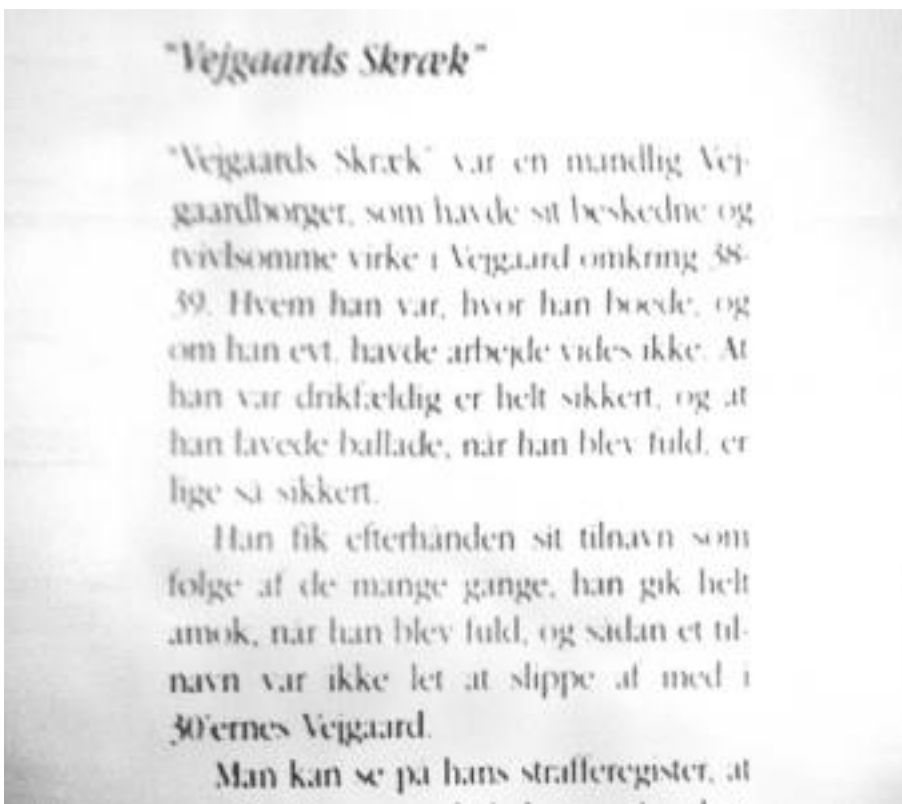 "Vejgaards Skræk"
"Vejgaards Skræk" var en mandlig Vej-
gaardborger, som havde sit beskedne og
tvivlsomme virke i Vejgaard omkring 38-
39. Hvem han var, hvor han boede, og
om han evt. havde arbejde vides ikke. At
han var drikfældig er helt sikkert, og at
han lavede ballade, når han blev fuld, er
lige så sikkert.
Han fik efterhånden sit tilnavn som
følge af de mange gange, han gik helt
amok, når han blev fuld, og sådan et til-
navn var ikke let at slippe af med i
30'ernes Vejgaard.
Man kan se på hans strafferegister, at